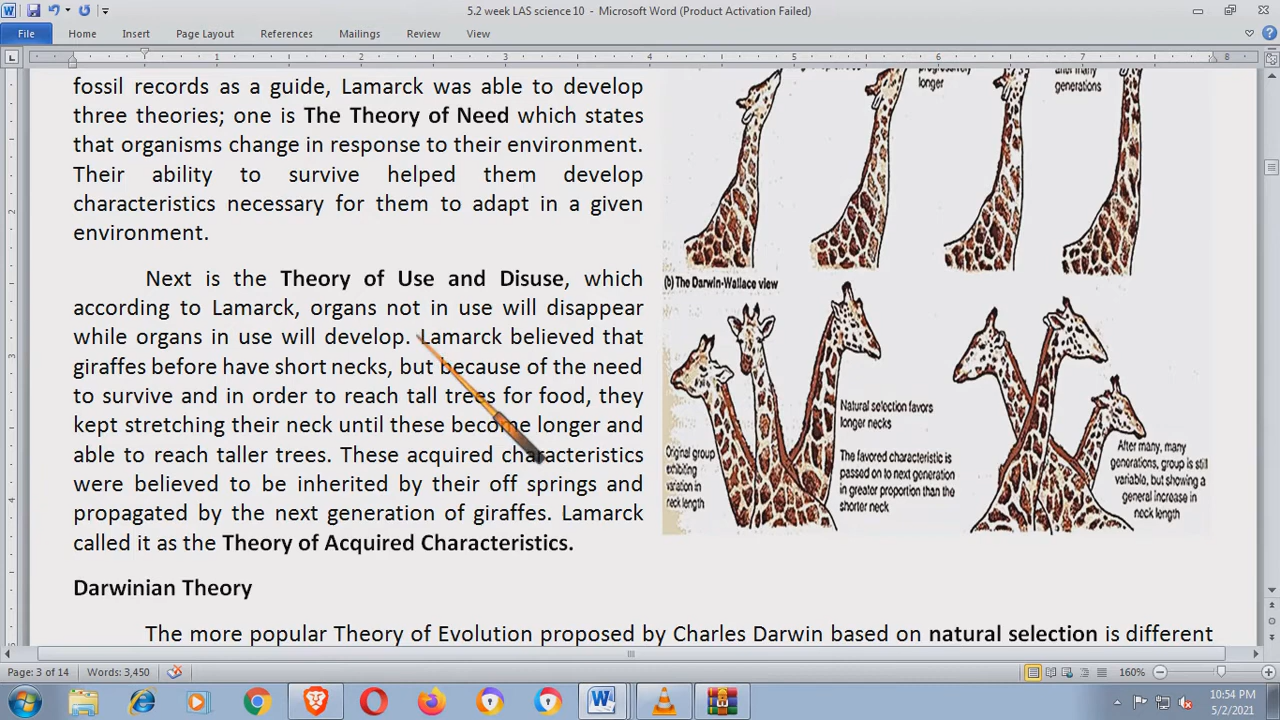 5.2 week LAS science 10 - Microsoft Word (Product Activation Failed)
File Home Insert Page Layout References Mailings Review View
1 2 3 4 5 6 7 8
fossil records as a guide, Lamarck was able to develop
three theories; one is The Theory of Need which states
that organisms change in response to their environment.
Their ability to survive helped them develop
characteristics necessary for them to adapt in a given
environment.
Next is the Theory of Use and Disuse, which
according to Lamarck, organs not in use will disappear
while organs in use will develop. Lamarck believed that
giraffes before have short necks, but because of the need
to survive and in order to reach tall trees for food, they
kept stretching their neck until these become longer and
able to reach taller trees. These acquired characteristics
were believed to be inherited by their off springs and
propagated by the next generation of giraffes. Lamarck
called it as the Theory of Acquired Characteristics.
progressively
longer
after many
generations
(b) The Darwin-Wallace view
Original group
exhibiting
variation in
neck length
Natural selection favors
longer necks
The favored characteristic is
passed on to next generation
in greater proportion than the
shorter neck
After many, many
generations, group is still
variable, but showing a
general increase in
neck length
Darwinian Theory
The more popular Theory of Evolution proposed by Charles Darwin based on natural selection is different
Page: 3 of 14 Words: 3,450 160%
10:54 PM
5/2/2021